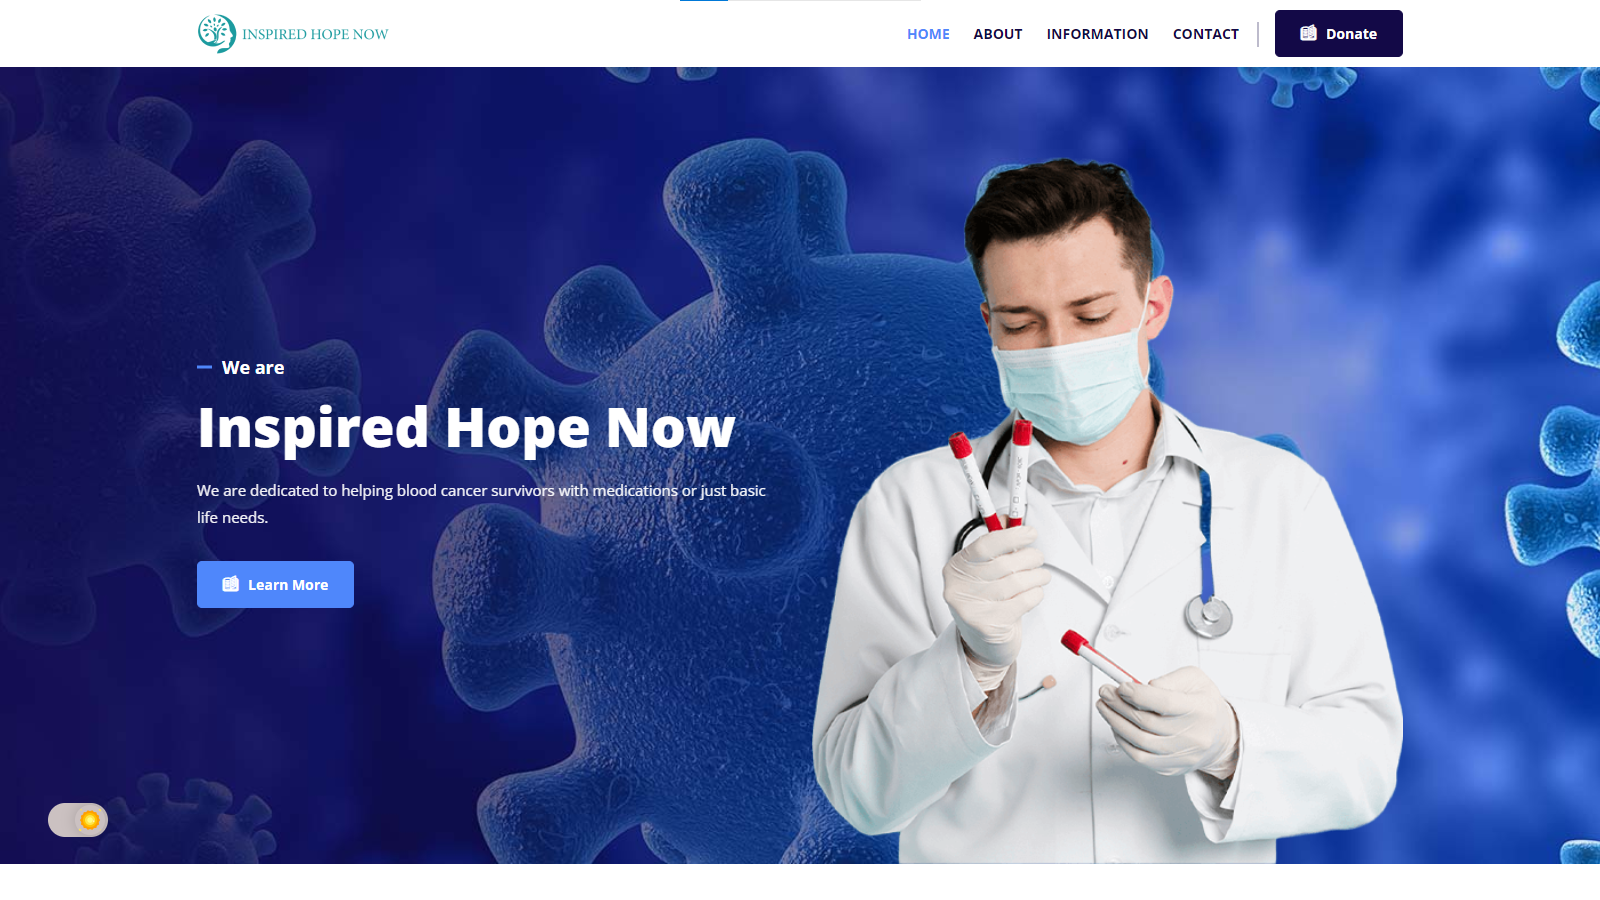 INSPIRED HOPE NOW
HOME
ABOUT
INFORMATION
CONTACT
Donate
We are
Inspired Hope Now
We are dedicated to helping blood cancer survivors with medications or just basic
life needs.
Learn More